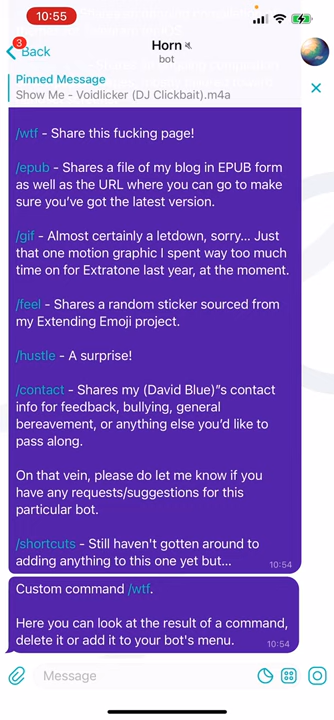 10:55
3
Back
Horn
bot
Pinned Message
Show Me - Voidlicker (DJ Clickbait).m4a
/wtf - Share this fucking page!
/epub - Shares a file of my blog in EPUB form
as well as the URL where you can go to make
sure you’ve got the latest version.
/gif - Almost certainly a letdown, sorry... Just
that one motion graphic I spent way too much
time on for Extratone last year, at the moment.
/feel - Shares a random sticker sourced from
my Extending Emoji project.
/hustle - A surprise!
/contact - Shares my (David Blue)”s contact
info for feedback, bullying, general
bereavement, or anything else you’d like to
pass along.
On that vein, please do let me know if you
have any requests/suggestions for this
particular bot.
/shortcuts - Still haven't gotten around to
adding anything to this one yet but...
10:54
Custom command /wtf.
Here you can look at the result of a command,
delete it or add it to your bot's menu.
10:54
Message